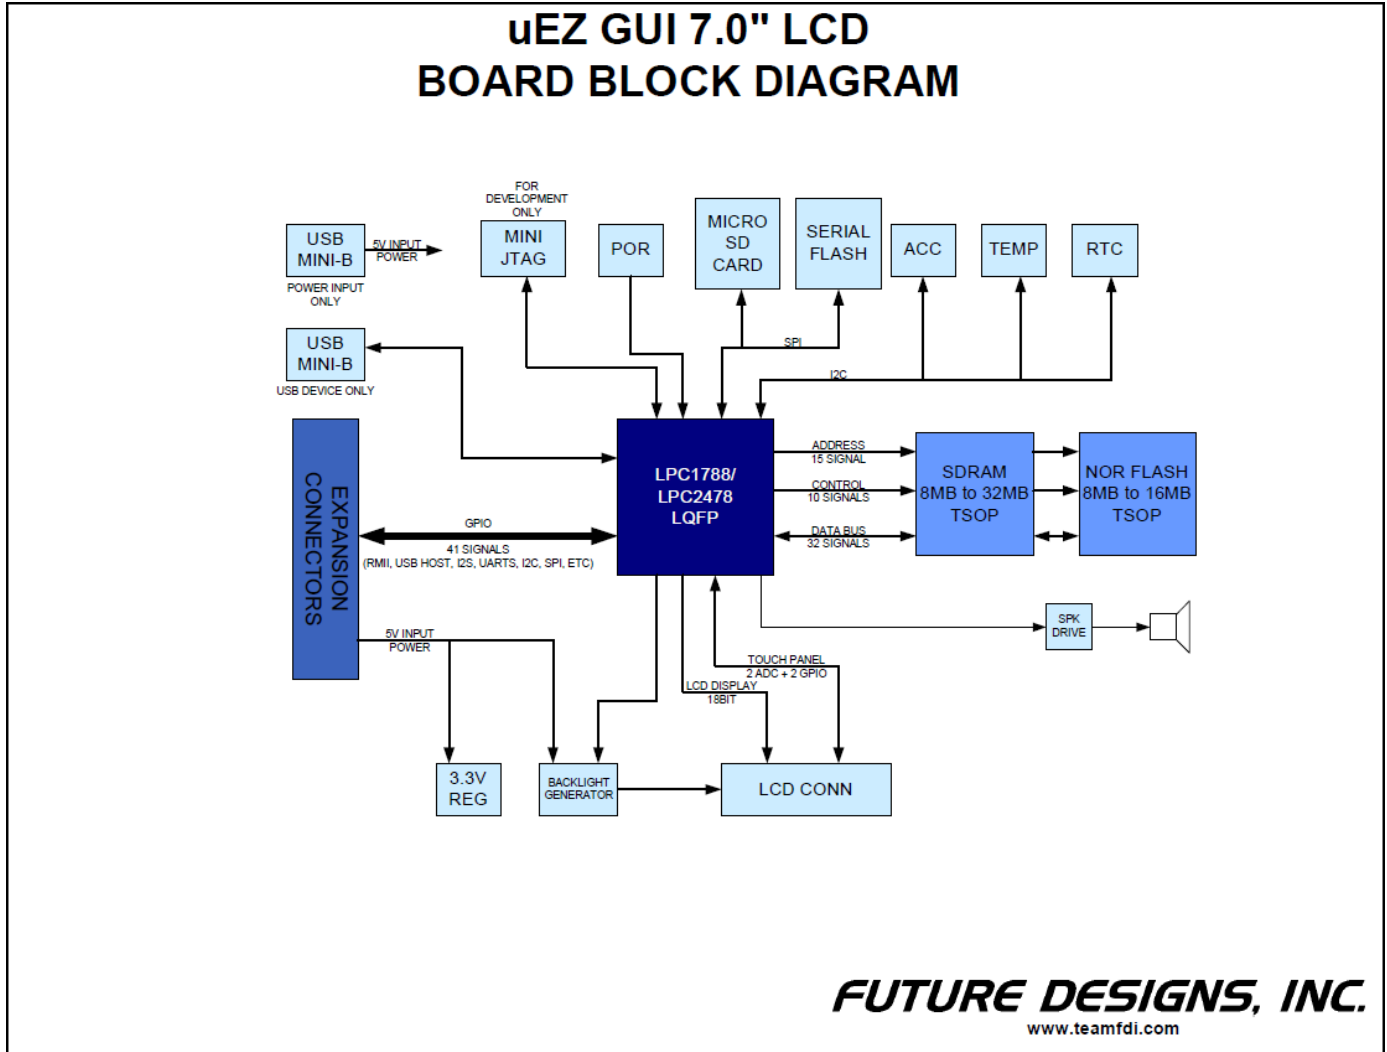 uEZ GUI 7.0" LCD
BOARD BLOCK DIAGRAM
FOR
DEVELOPMENT
ONLY
USB
MINI-B
5V INPUT
POWER
POWER INPUT
ONLY
MINI
JTAG
POR
MICRO
SD
CARD
SERIAL
FLASH
ACC
TEMP
RTC
USB
MINI-B
USB DEVICE ONLY
SPI
I2C
EXPANSION
CONNECTORS
GPIO
41 SIGNALS
(RMII, USB HOST, I2S, UARTS, I2C, SPI, ETC)
LPC1788/
LPC2478
LQFP
ADDRESS
15 SIGNAL
CONTROL
10 SIGNALS
DATA BUS
32 SIGNALS
SDRAM
8MB to 32MB
TSOP
NOR FLASH
8MB to 16MB
TSOP
5V INPUT
POWER
SPK
DRIVE
TOUCH PANEL
2 ADC + 2 GPIO
LCD DISPLAY
18BIT
3.3V
REG
BACKLIGHT
GENERATOR
LCD CONN
FUTURE DESIGNS, INC.
www.teamfdi.com